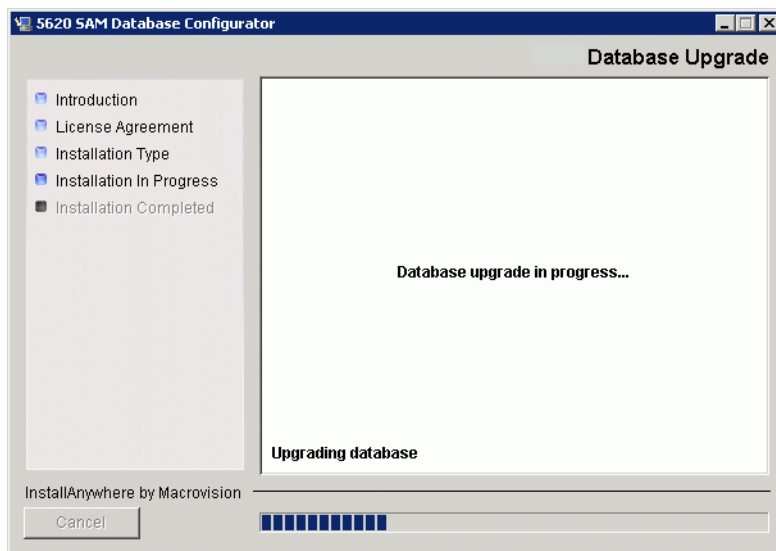 5620 SAM Database Configurator
Database Upgrade
Introduction
License Agreement
Installation Type
Installation In Progress
Installation Completed
Database upgrade in progress...
Upgrading database
InstallAnywhere by Macrovision
Cancel